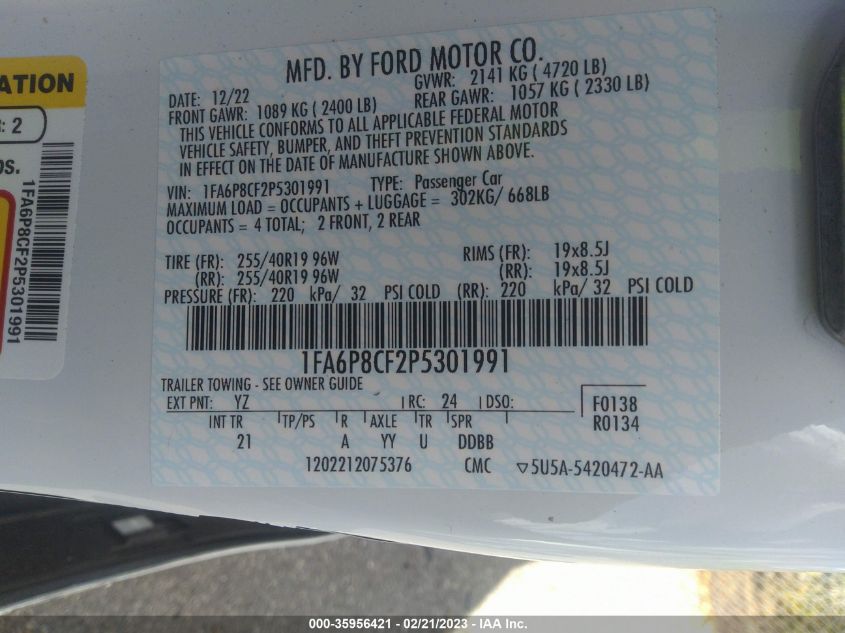 MFD. BY FORD MOTOR CO.
DATE: 12/22 GVWR: 2141 KG ( 4720 LB)
FRONT GAWR: 1089 KG ( 2400 LB) REAR GAWR: 1057 KG ( 2330 LB)
THIS VEHICLE CONFORMS TO ALL APPLICABLE FEDERAL MOTOR
VEHICLE SAFETY, BUMPER, AND THEFT PREVENTION STANDARDS
IN EFFECT ON THE DATE OF MANUFACTURE SHOWN ABOVE.
VIN: 1FA6P8CF2P5301991 TYPE: Passenger Car
MAXIMUM LOAD = OCCUPANTS + LUGGAGE = 302KG/ 668LB
OCCUPANTS = 4 TOTAL; 2 FRONT, 2 REAR
TIRE (FR): 255/40R19 96W RIMS (FR): 19x8.5J
(RR): 255/40R19 96W (RR): 19x8.5J
PRESSURE (FR): 220 kPa/ 32 PSI COLD (RR): 220 kPa/ 32 PSI COLD
1FA6P8CF2P5301991
TRAILER TOWING - SEE OWNER GUIDE
EXT PNT: YZ RC: 24 DSO: F0138
INT TR TP/PS R AXLE TR SPR R0134
21 A YY U DDBB
1202212075376 CMC ▽5U5A-5420472-AA
ATION
: 2
OS.
1FA6P8CF2P5301991
000-35956421 - 02/21/2023 - IAA Inc.